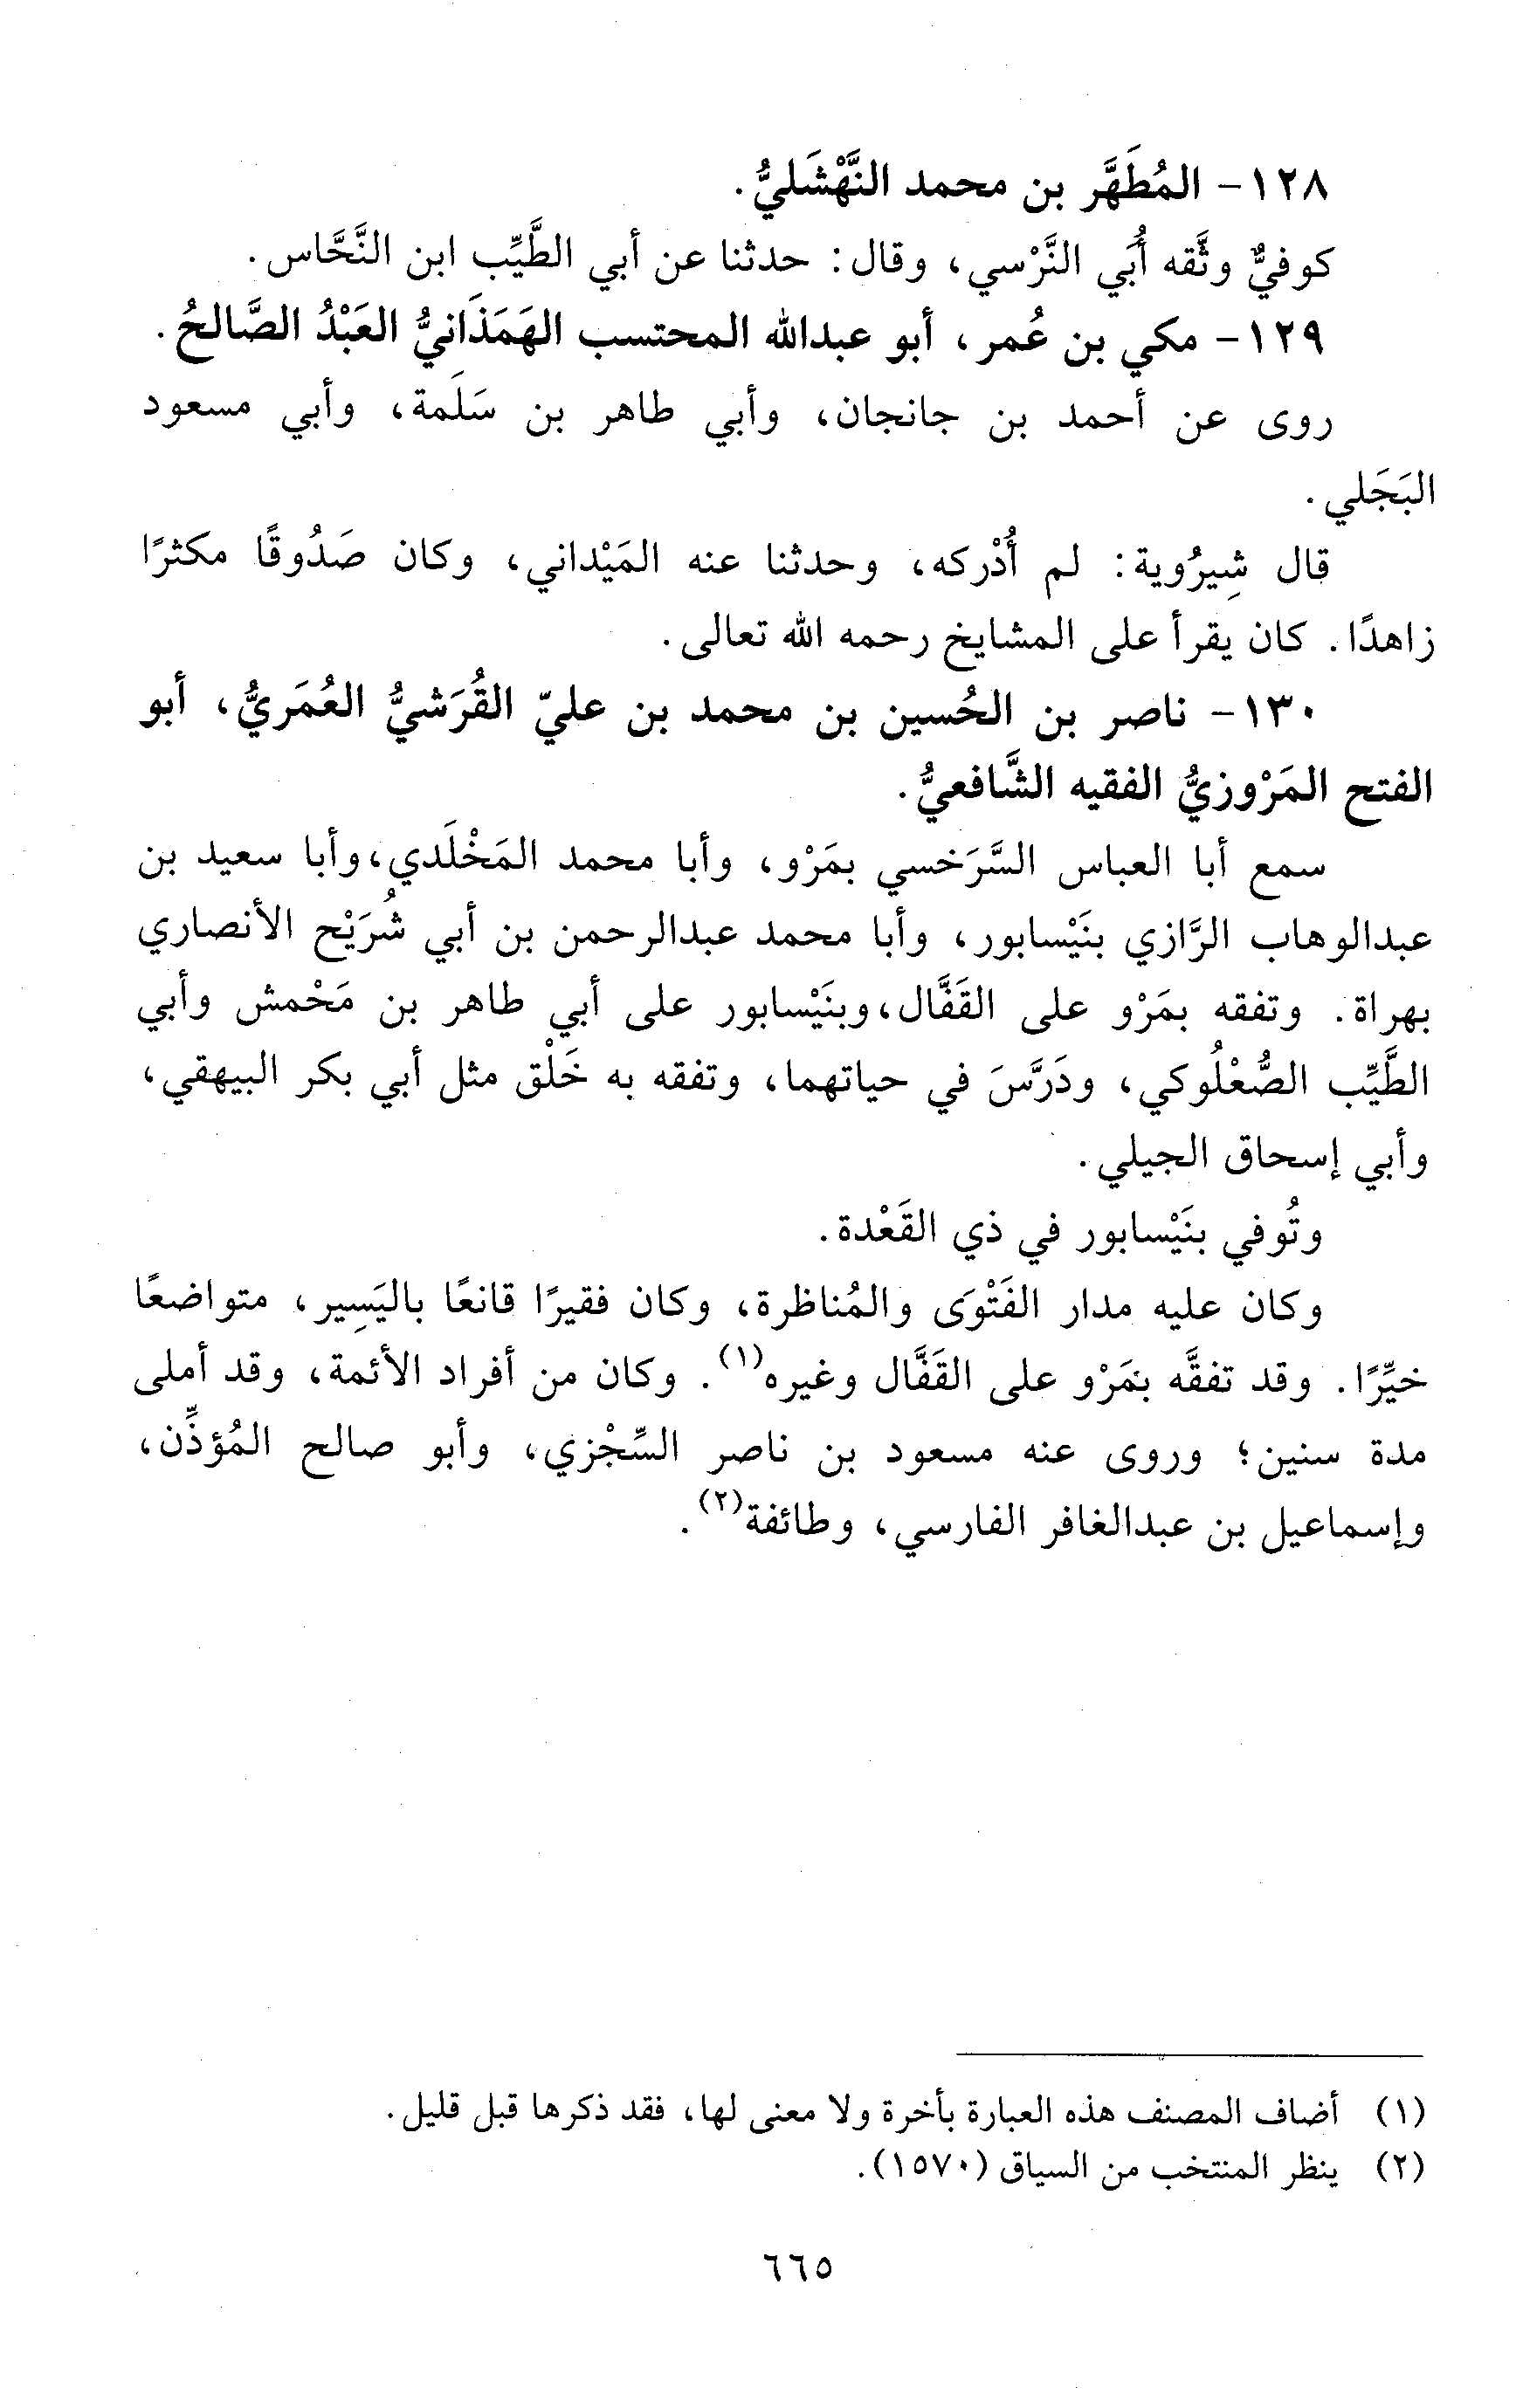 ١٢٨- المُطَهَّر بن محمد النَّهْشَليُّ.
كوفيٌّ وثَّقه أُبَي النَّرْسي، وقال: حدثنا عن أبي الطَّيِّب ابن النَّحَّاس.
١٢٩- مكي بن عُمر، أبو عبدالله المحتسب الهَمَذَانيُّ العَبْدُ الصَّالحُ.
روى عن أحمد بن جانجان، وأبي طاهر بن سَلَمة، وأبي مسعود
البَجَلي.
قال شِيرُوية: لم أُدْركه، وحدثنا عنه المَيْداني، وكان صَدُوقًا مكثرًا
زاهدًا. كان يقرأ على المشايخ رحمه الله تعالى.
١٣٠- ناصر بن الحُسين بن محمد بن عليّ القُرَشيُّ العُمَريُّ، أبو
الفتح المَرْوزيُّ الفقيه الشَّافعيُّ.
سمع أبا العباس السَّرَخسي بمَرْو، وأبا محمد المَخْلَدي، وأبا سعيد بن
عبدالوهاب الرَّازي بنَيْسابور، وأبا محمد عبدالرحمن بن أبي شُرَيْح الأنصاري
بهراة. وتفقه بمَرْو على القَفَّال، وبنَيْسابور على أبي طاهر بن مَحْمش وأبي
الطَّيِّب الصُّعْلُوكي، ودَرَّسَ في حياتهما، وتفقه به خَلْق مثل أبي بكر البيهقي،
وأبي إسحاق الجيلي.
وتُوفي بنَيْسابور في ذي القَعْدة.
وكان عليه مدار الفَتْوَى والمُناظرة، وكان فقيرًا قانعًا باليَسِير، متواضعًا
خيِّرًا. وقد تفقَّه بمَرْو على القَفَّال وغيره(١). وكان من أفراد الأئمة، وقد أملى
مدة سنين؛ وروى عنه مسعود بن ناصر السِّجْزي، وأبو صالح المُؤذِّن،
وإسماعيل بن عبدالغافر الفارسي، وطائفة(٢).
(١) أضاف المصنف هذه العبارة بأخرة ولا معنى لها، فقد ذكرها قبل قليل.
(٢) ينظر المنتخب من السياق (١٥٧٠).
٦٦٥